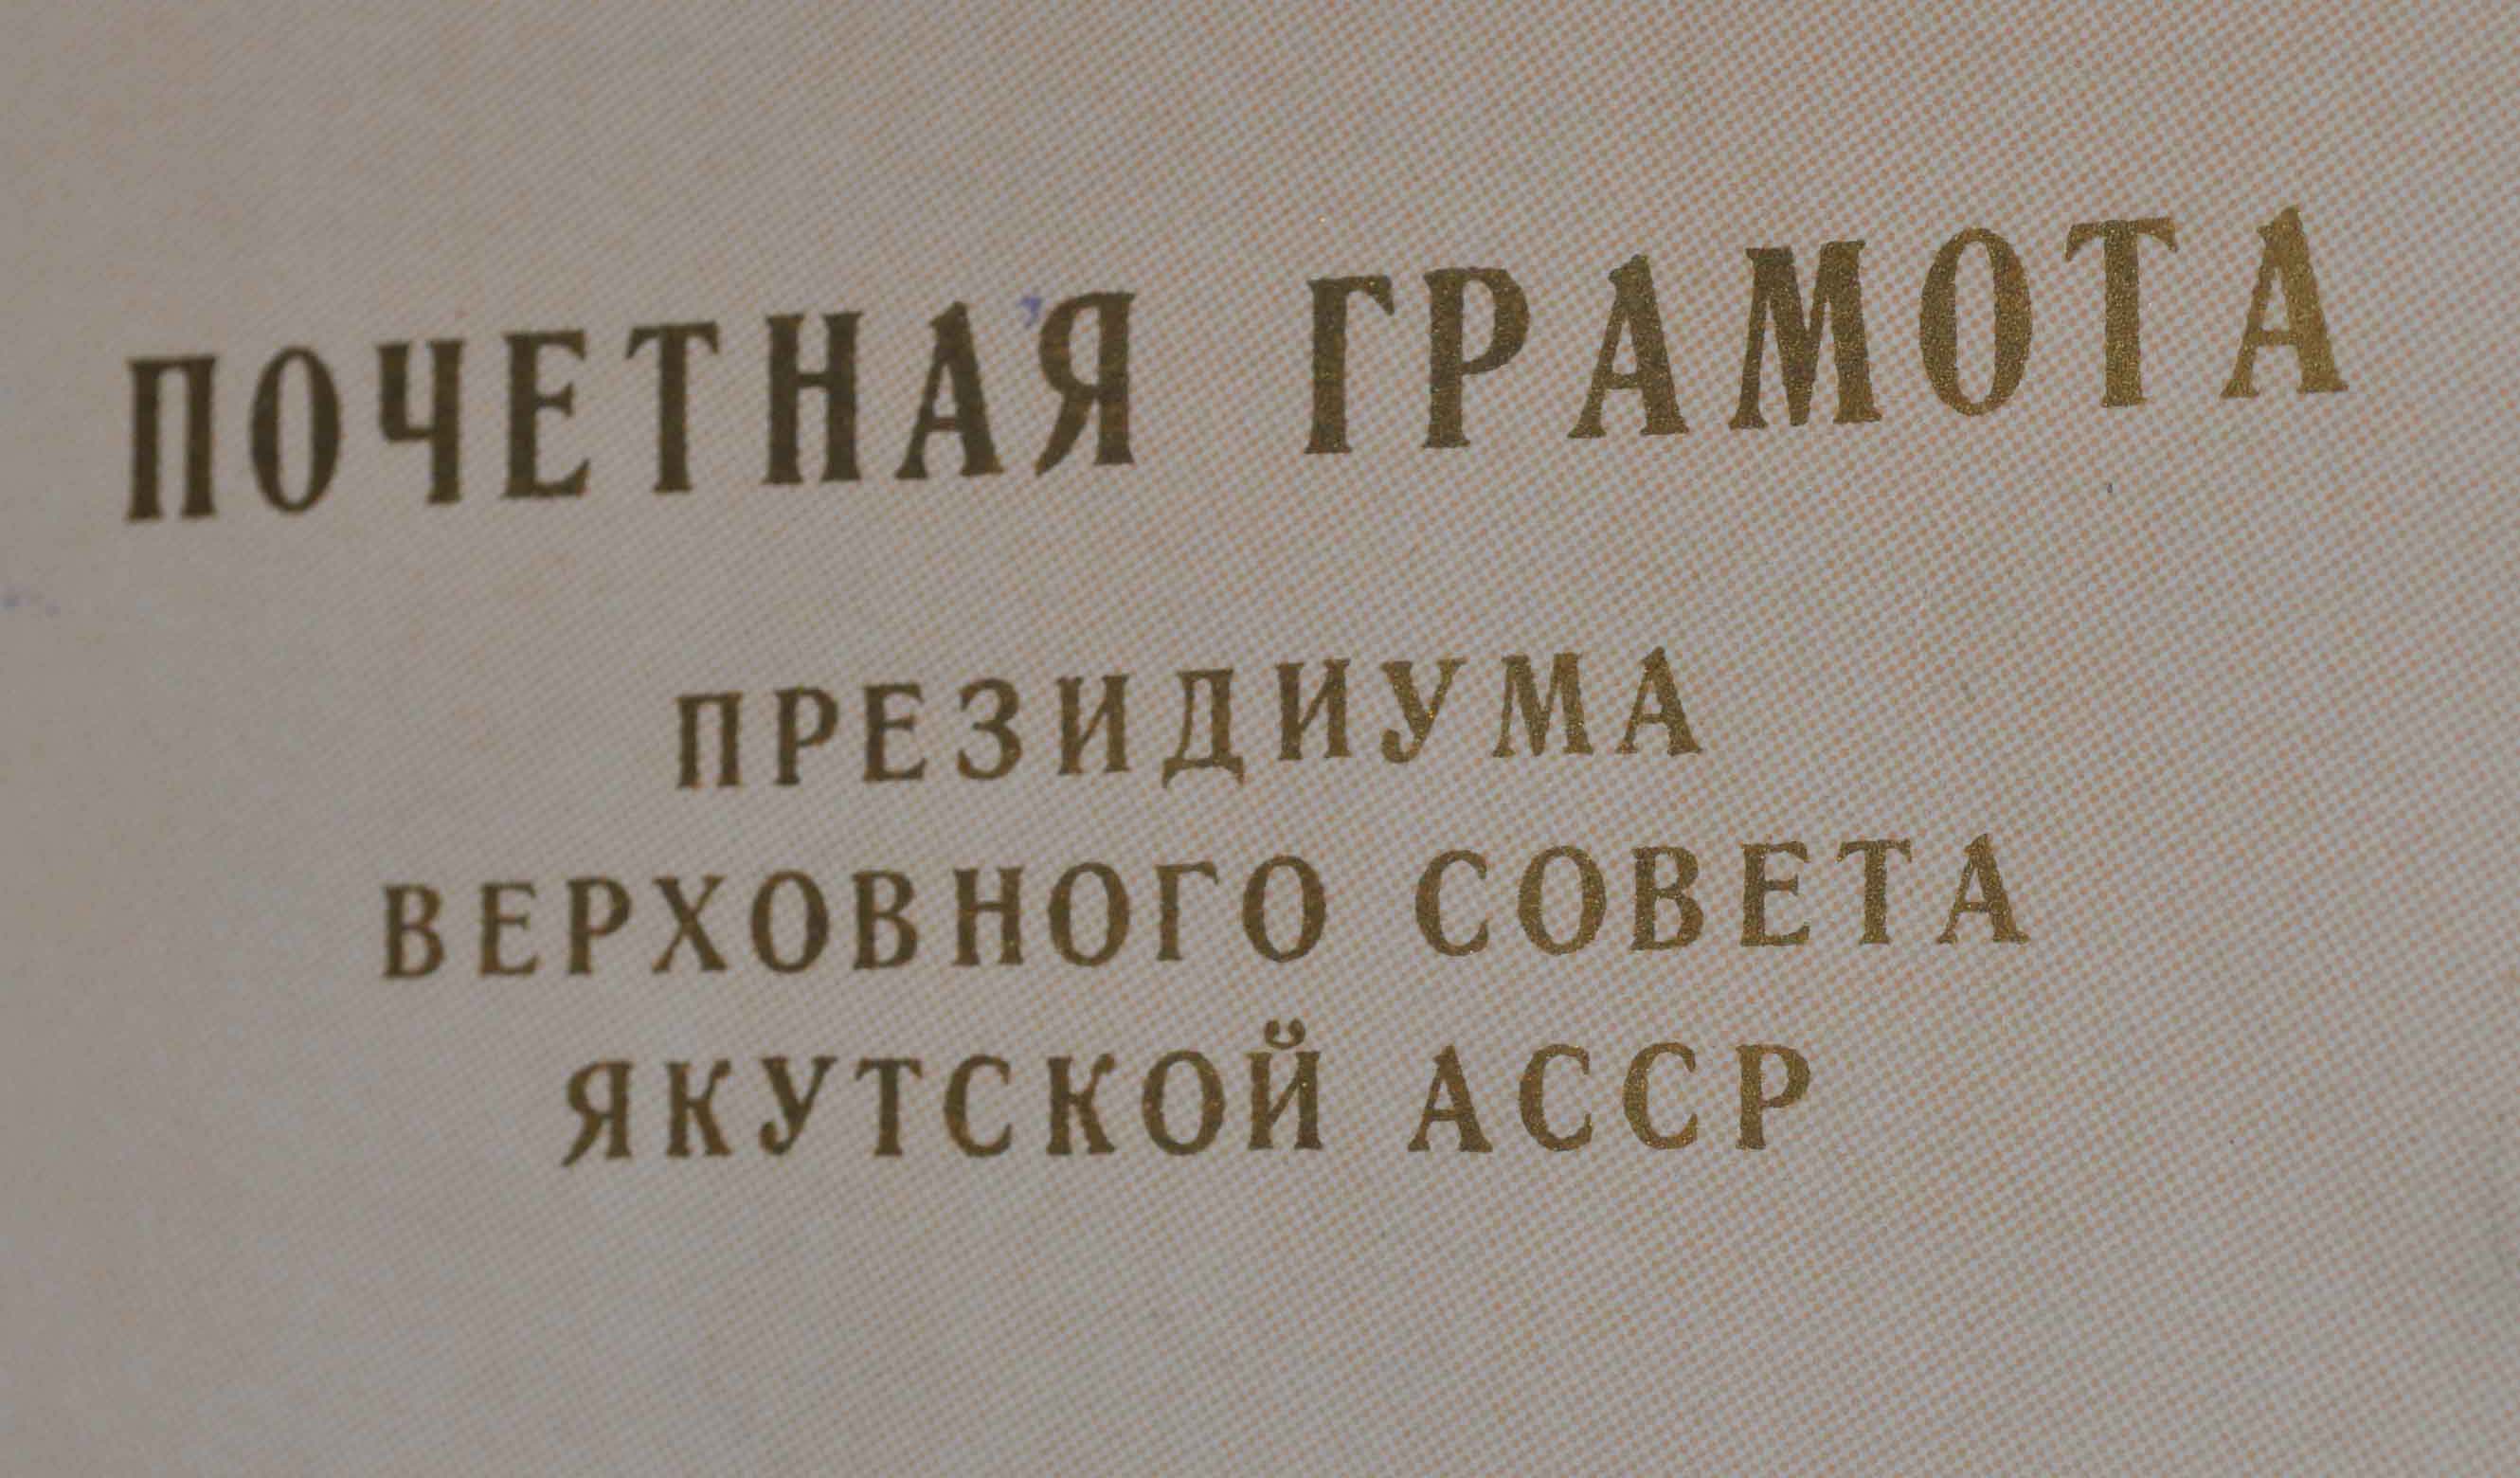 ПОЧЕТНАЯ ГРАМОТА
ПРЕЗИДИУМА
ВЕРХОВНОГО СОВЕТА
ЯКУТСКОЙ АССР